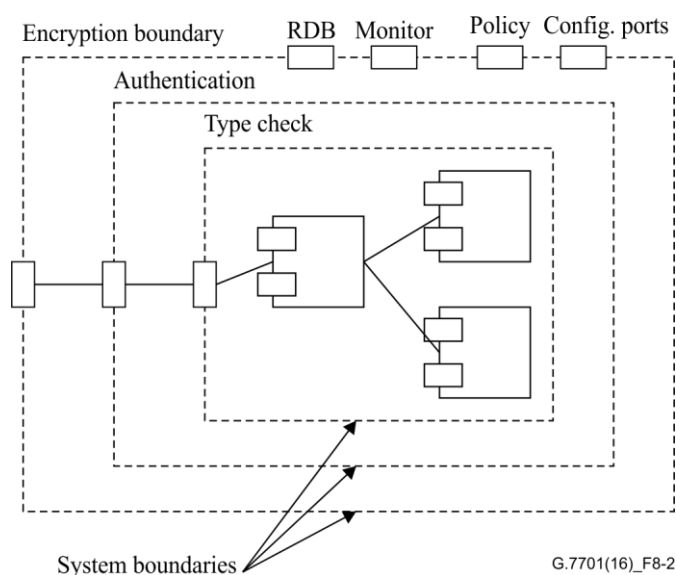 Encryption boundary
RDB
Monitor
Policy
Config. ports
Authentication
Type check
System boundaries
G.7701(16)_F8-2